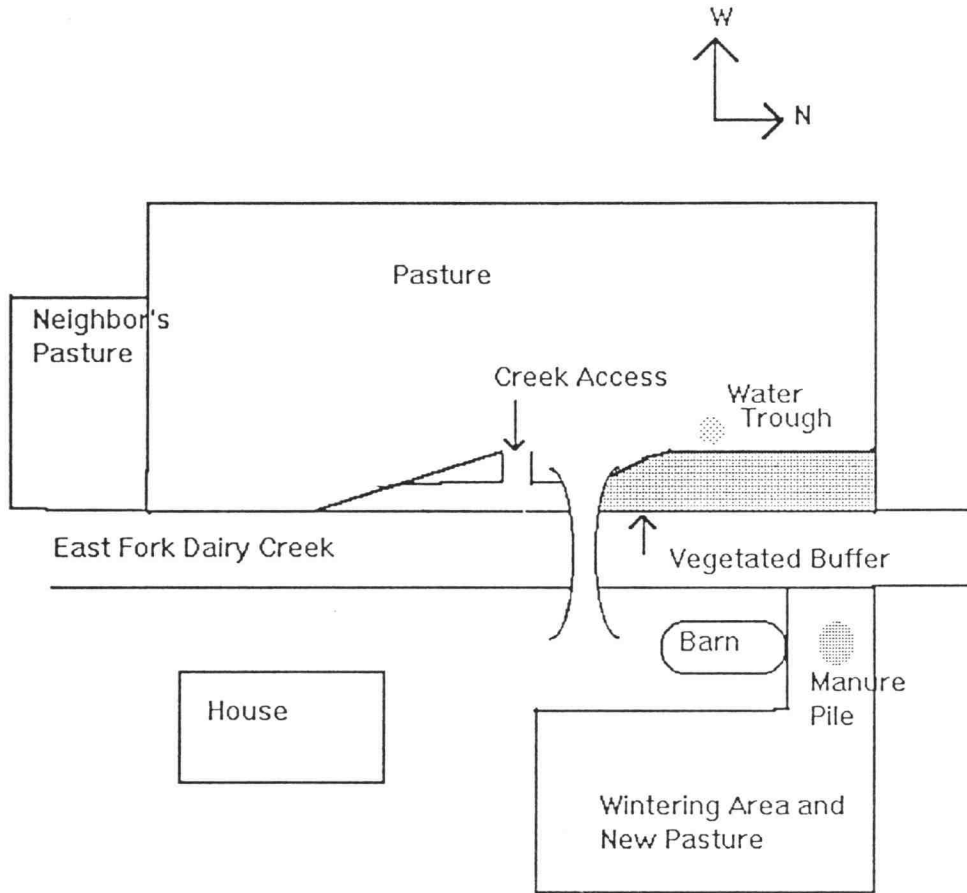 W
N
Pasture
Neighbor's
Pasture
Creek Access
Water
Trough
East Fork Dairy Creek
Vegetated Buffer
Barn
Manure
Pile
House
Wintering Area and
New Pasture